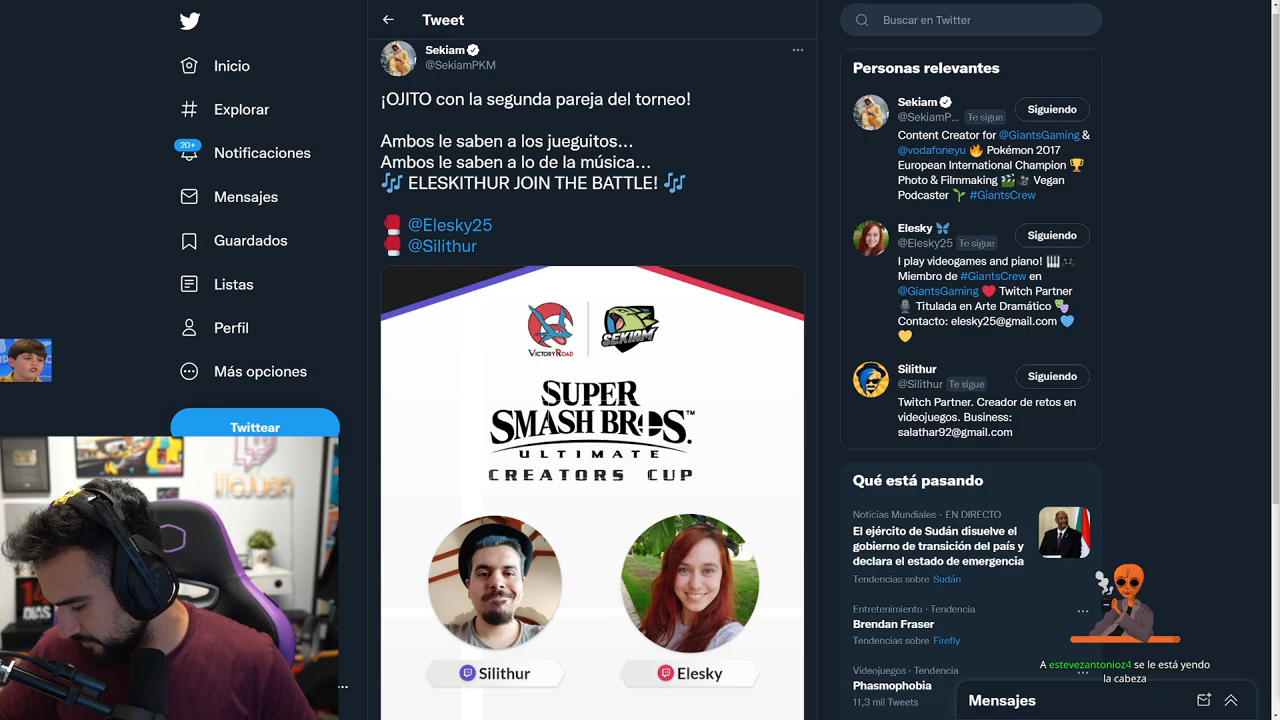 Inicio
Explorar
20+
Notificaciones
Mensajes
Guardados
Listas
Perfil
Más opciones
Twittear
Tweet
Sekiam
@SekiamPKM
¡OJITO con la segunda pareja del torneo!
Ambos le saben a los jueguitos…
Ambos le saben a lo de la música…
🎶 ELESKITHUR JOIN THE BATTLE! 🎶
🥊 @Elesky25
🥊 @Silithur
VICTORY ROAD
SEKIAM
SUPER
SMASH BROS.™
ULTIMATE
CREATORS CUP
Silithur
Elesky
Buscar en Twitter
Personas relevantes
Sekiam
@SekiamP... Te sigue
Siguiendo
Content Creator for @GiantsGaming &
@vodafoneyu 🔥 Pokémon 2017
European International Champion 🏆
Photo & Filmmaking 🎬🎥 Vegan
Podcaster 🌱 #GiantsCrew
Elesky 🦋
@Elesky25 Te sigue
Siguiendo
I play videogames and piano! 🎹🎮
Miembro de #GiantsCrew en
@GiantsGaming ❤️ Twitch Partner
🎙️ Titulada en Arte Dramático 🎭
Contacto: elesky25@gmail.com 💙
💛
Silithur
@Silithur Te sigue
Siguiendo
Twitch Partner. Creador de retos en
videojuegos. Business:
salathar92@gmail.com
Qué está pasando
Noticias Mundiales · EN DIRECTO
El ejército de Sudán disuelve el
gobierno de transición del país y
declara el estado de emergencia
Tendencias sobre Sudán
Entretenimiento · Tendencia
Brendan Fraser
Tendencias sobre Firefly
Videojuegos · Tendencia
Phasmophobia
11,3 mil Tweets
A estevezantonioz4 se le está yendo
la cabeza
Mensajes
DIAS